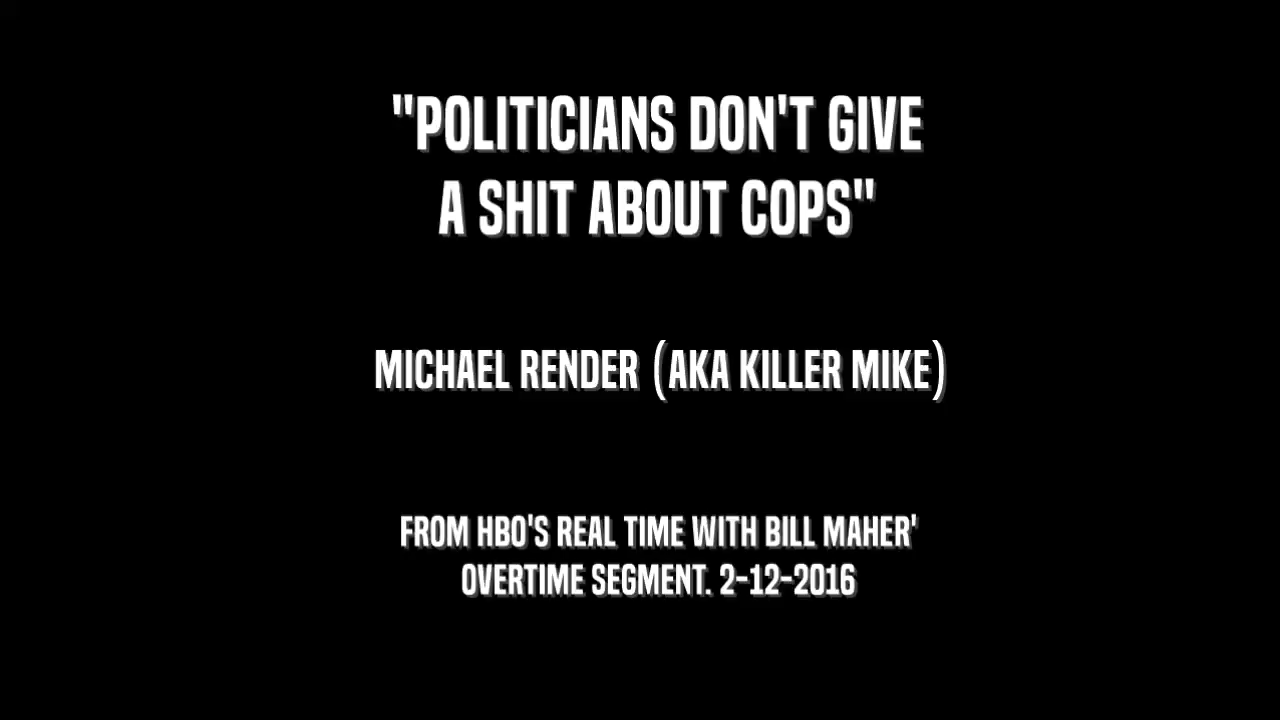 "POLITICIANS DON'T GIVE
A SHIT ABOUT COPS"
MICHAEL RENDER (AKA KILLER MIKE)
FROM HBO'S REAL TIME WITH BILL MAHER'
OVERTIME SEGMENT. 2-12-2016